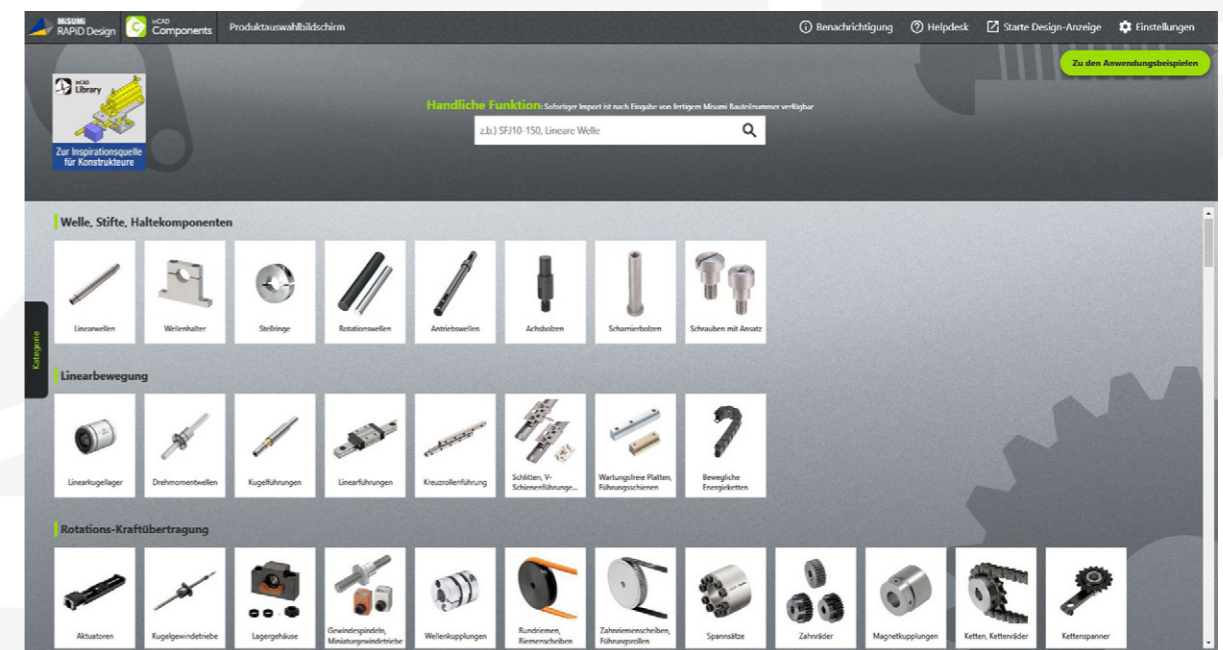 MiSUMi
RAPiD Design
inCAD
Components
Produktauswahlbildschirm
Benachrichtigung
Helpdesk
Starte Design-Anzeige
Einstellungen
Zu den Anwendungsbeispielen
inCAD
Library
Zur Inspirationsquelle
für Konstrukteure
Handliche Funktion: Sofortiger Import ist nach Eingabe von fertigem Misumi Bauteilnummer verfügbar
z.b.) SFJ10-150, Lineare Welle
Kategorie
Welle, Stifte, Haltekomponenten
Linearwellen
Wellenhalter
Stellringe
Rotationswellen
Antriebswellen
Achsbolzen
Scharnierbolzen
Schrauben mit Ansatz
Linearbewegung
Linearkugellager
Drehmomentwellen
Kugelführungen
Linearführungen
Kreuzrollenführung
Schlitten, V-
Schienenführunge...
Wartungsfreie Platten,
Führungsschienen
Bewegliche
Energieketten
Rotations-Kraftübertragung
Aktuatoren
Kugelgewindetriebe
Lagergehäuse
Gewindespindeln,
Miniaturgewindetriebe
Wellenkupplungen
Rundriemen,
Riemenscheiben
Zahnriemenscheiben,
Führungsrollen
Spannsätze
Zahnräder
Magnetkupplungen
Ketten, Kettenräder
Kettenspanner